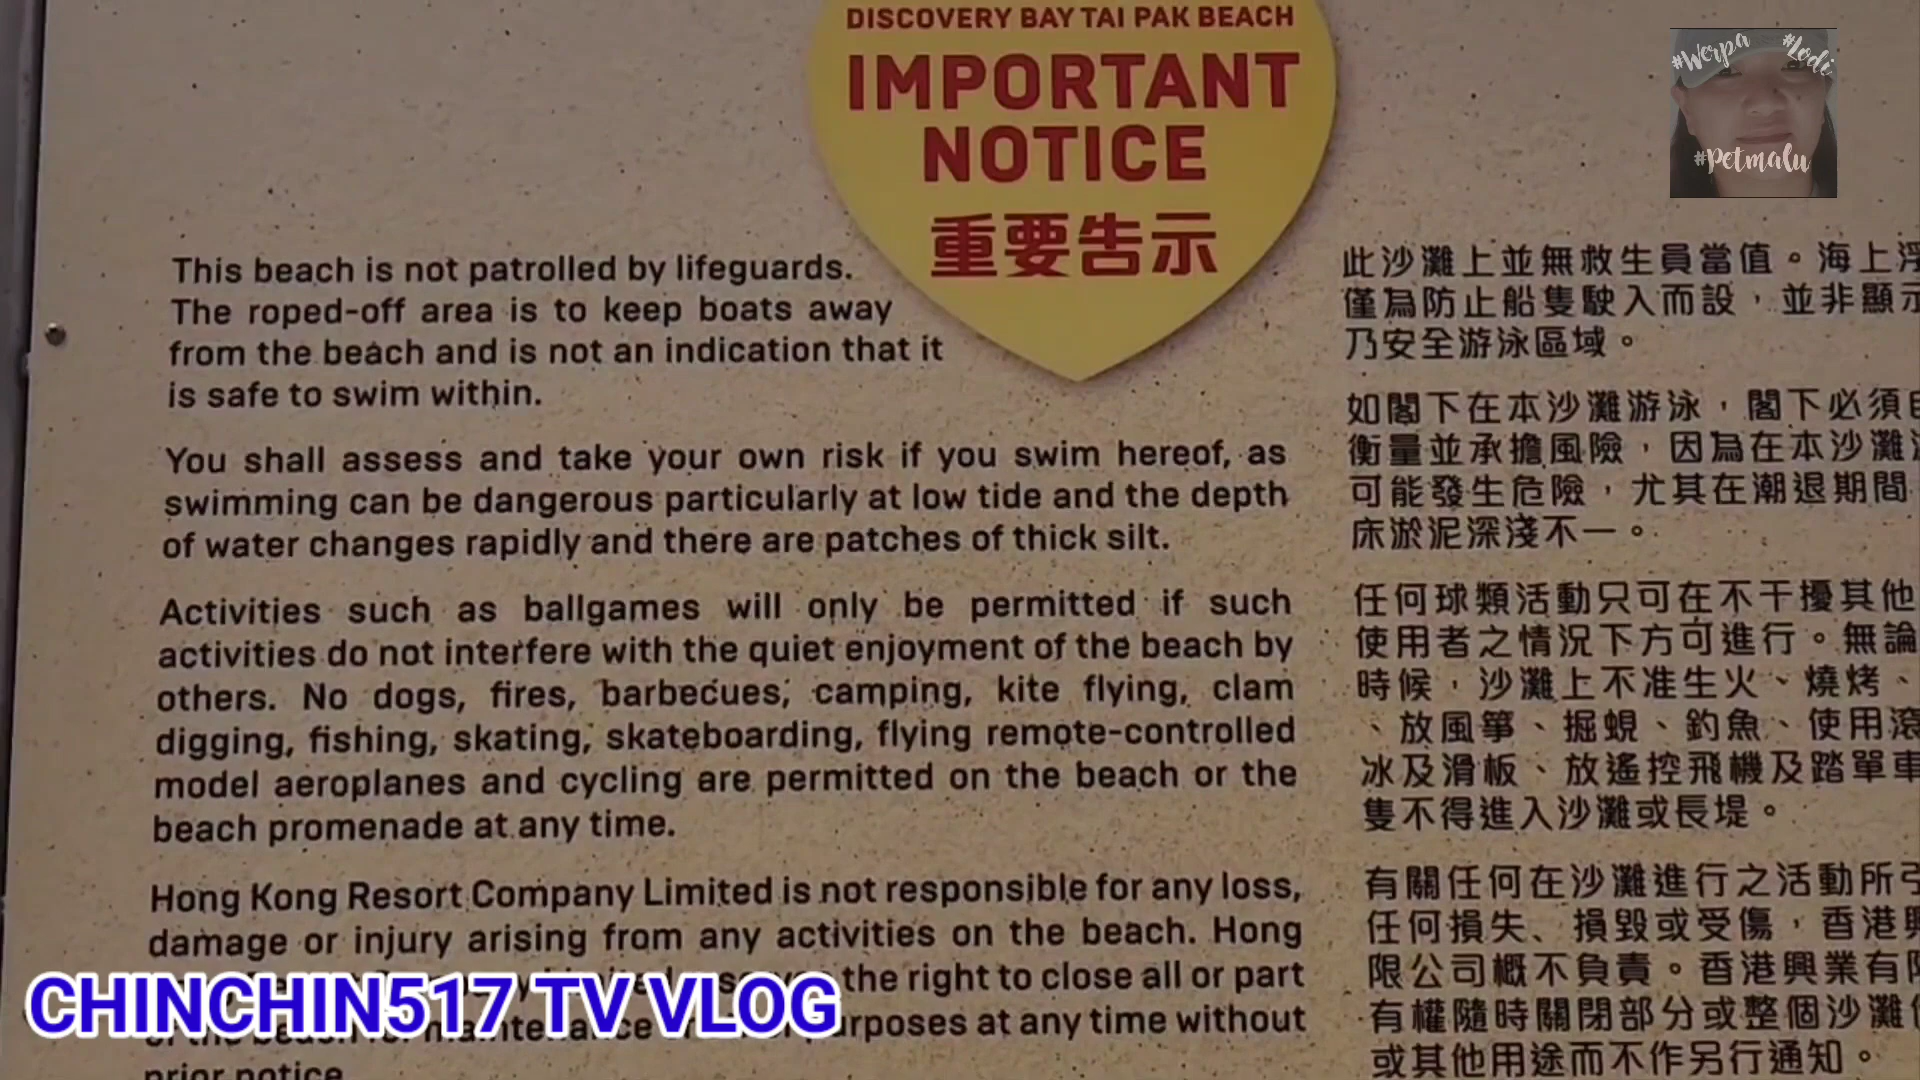 DISCOVERY BAY TAI PAK BEACH
IMPORTANT
NOTICE
重要告示
#Werpa
#Lodi
#Petmalu
This beach is not patrolled by lifeguards.
The roped-off area is to keep boats away
from the beach and is not an indication that it
is safe to swim within.
You shall assess and take your own risk if you swim hereof, as
swimming can be dangerous particularly at low tide and the depth
of water changes rapidly and there are patches of thick silt.
Activities such as ballgames will only be permitted if such
activities do not interfere with the quiet enjoyment of the beach by
others. No dogs, fires, barbecues, camping, kite flying, clam
digging, fishing, skating, skateboarding, flying remote-controlled
model aeroplanes and cycling are permitted on the beach or the
beach promenade at any time.
Hong Kong Resort Company Limited is not responsible for any loss,
damage or injury arising from any activities on the beach. Hong
the right to close all or part
purposes at any time without
prior notice.
此沙灘上並無救生員當值。海上浮
僅為防止船隻駛入而設，並非顯示
乃安全游泳區域。
如閣下在本沙灘游泳，閣下必須自
衡量並承擔風險，因為在本沙灘游
可能發生危險，尤其在潮退期間
床淤泥深淺不一。
任何球類活動只可在不干擾其他
使用者之情況下方可進行。無論
時候，沙灘上不准生火、燒烤、
、放風箏、掘蜆、釣魚、使用滾
冰及滑板、放遙控飛機及踏單車
隻不得進入沙灘或長堤。
有關任何在沙灘進行之活動所引
任何損失、損毀或受傷，香港興
限公司概不負責。香港興業有限
有權隨時關閉部分或整個沙灘
或其他用途而不作另行通知。
CHINCHIN517 TV VLOG